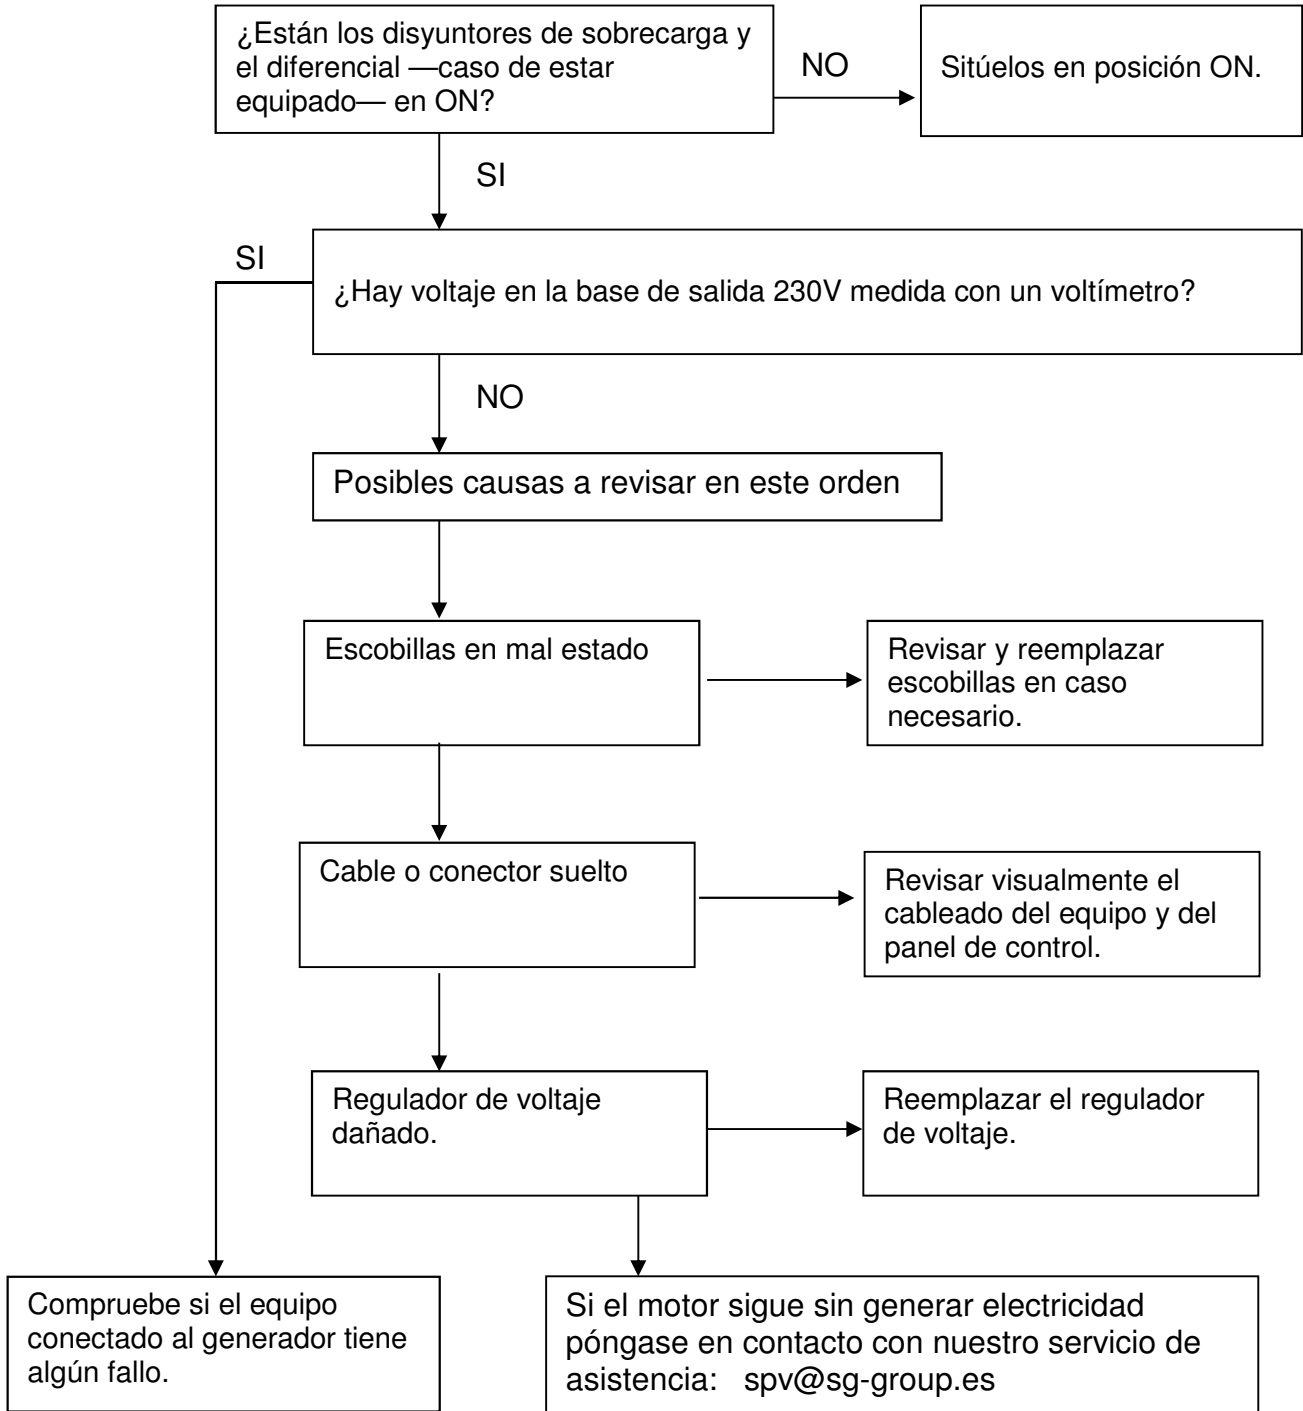 ¿Están los disyuntores de sobrecarga y
el diferencial —caso de estar
equipado— en ON?
NO
Sitúelos en posición ON.
SI
SI
¿Hay voltaje en la base de salida 230V medida con un voltímetro?
NO
Posibles causas a revisar en este orden
Escobillas en mal estado
Revisar y reemplazar
escobillas en caso
necesario.
Cable o conector suelto
Revisar visualmente el
cableado del equipo y del
panel de control.
Regulador de voltaje
dañado.
Reemplazar el regulador
de voltaje.
Compruebe si el equipo
conectado al generador tiene
algún fallo.
Si el motor sigue sin generar electricidad
póngase en contacto con nuestro servicio de
asistencia: spv@sg-group.es